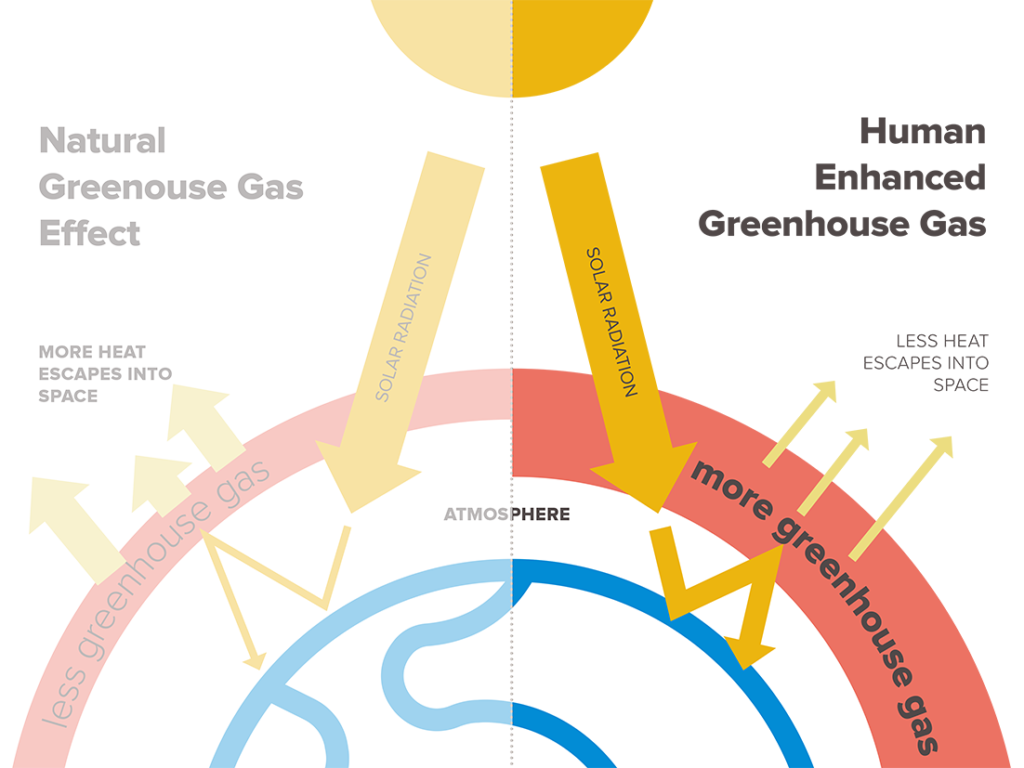 Natural
Greenouse Gas
Effect
Human
Enhanced
Greenhouse Gas
SOLAR RADIATION
SOLAR RADIATION
MORE HEAT
ESCAPES INTO
SPACE
LESS HEAT
ESCAPES INTO
SPACE
less greenhouse gas
more greenhouse gas
ATMOSPHERE